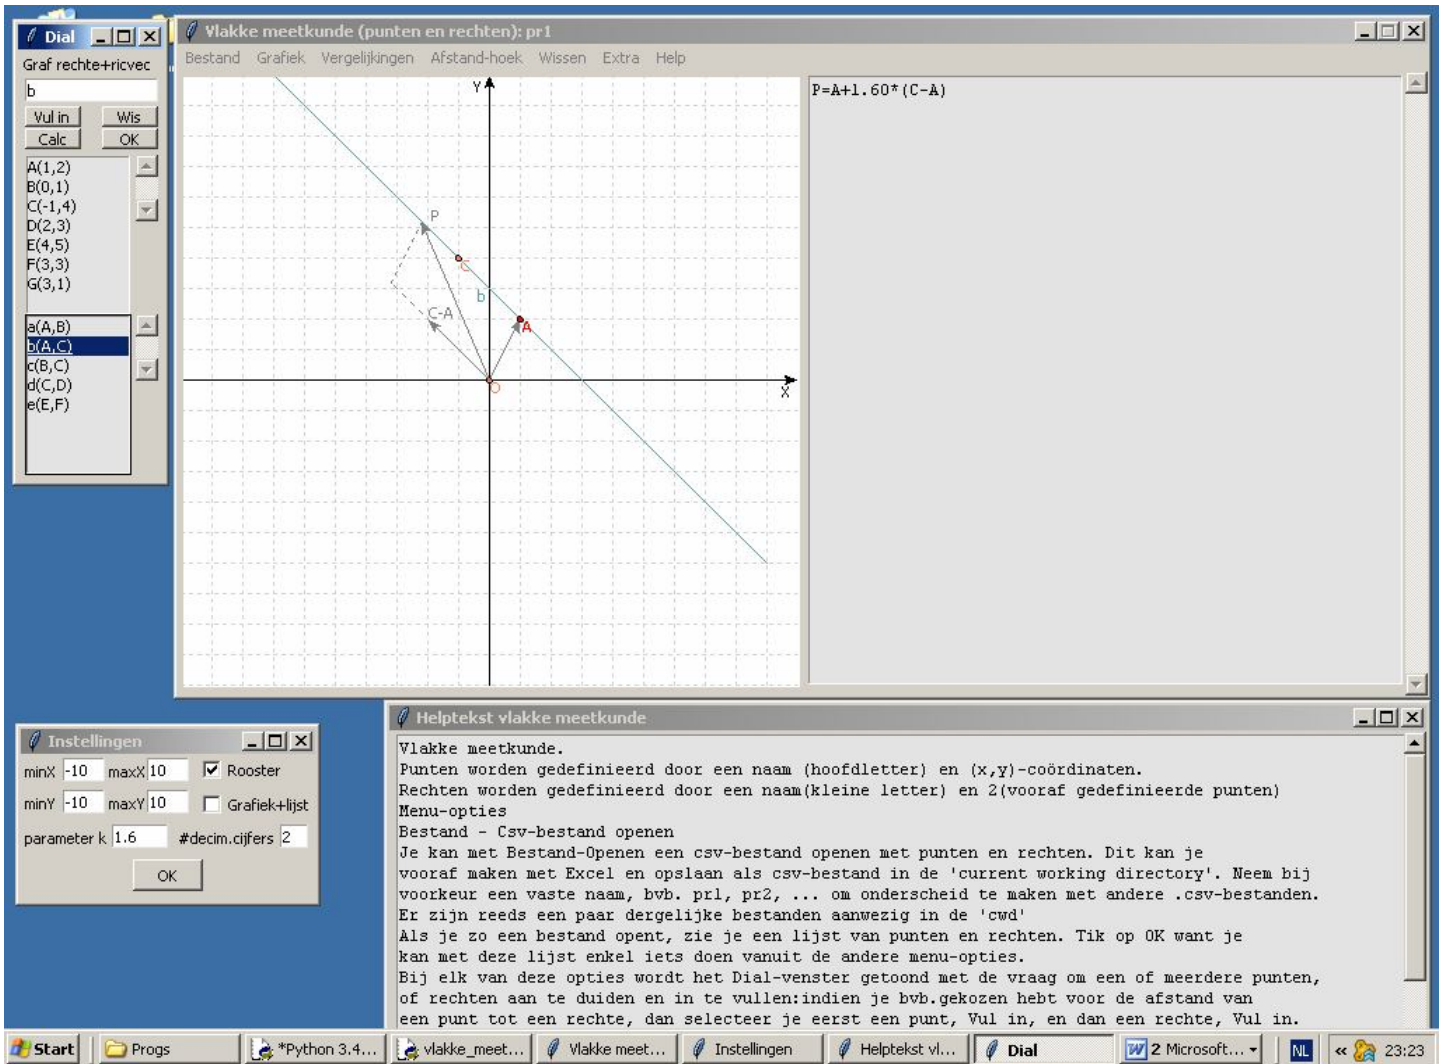 Dial
Graf rechte+ricvec
b
Vul in
Wis
Calc
OK
A(1,2)
B(0,1)
C(-1,4)
D(2,3)
E(4,5)
F(3,3)
G(3,1)
a(A,B)
b(A,C)
c(B,C)
d(C,D)
e(E,F)
Vlakke meetkunde (punten en rechten): pr1
Bestand Grafiek Vergelijkingen Afstand-hoek Wissen Extra Help
Y
P
C
b
C-A
A
O
X
P=A+1.60*(C-A)
Instellingen
minX -10 maxX 10 Rooster
minY -10 maxY 10 Grafiek+lijst
parameter k 1.6 #decim.cijfers 2
OK
Helptekst vlakke meetkunde
Vlakke meetkunde.
Punten worden gedefinieerd door een naam (hoofdletter) en (x,y)-coördinaten.
Rechten worden gedefinieerd door een naam(kleine letter) en 2(vooraf gedefinieerde punten)
Menu-opties
Bestand - Csv-bestand openen
Je kan met Bestand-Openen een csv-bestand openen met punten en rechten. Dit kan je
vooraf maken met Excel en opslaan als csv-bestand in de 'current working directory'. Neem bij
voorkeur een vaste naam, bvb. pr1, pr2, ... om onderscheid te maken met andere .csv-bestanden.
Er zijn reeds een paar dergelijke bestanden aanwezig in de 'cwd'
Als je zo een bestand opent, zie je een lijst van punten en rechten. Tik op OK want je
kan met deze lijst enkel iets doen vanuit de andere menu-opties.
Bij elk van deze opties wordt het Dial-venster getoond met de vraag om een of meerdere punten,
of rechten aan te duiden en in te vullen:indien je bvb.gekozen hebt voor de afstand van
een punt tot een rechte, dan selecteer je eerst een punt, Vul in, en dan een rechte, Vul in.
Start
Progs
*Python 3.4...
vlakke_meet...
Vlakke meet...
Instellingen
Helptekst vl...
Dial
2 Microsoft...
NL
«
23:23